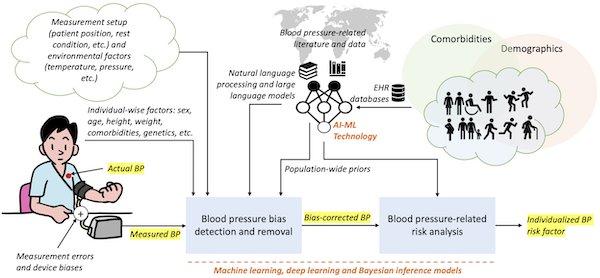 Measurement setup
(patient position, rest
condition, etc.) and
environmental factors
(temperature, pressure,
etc.)
Blood pressure-related
literature and data
Comorbidities
Demographics
Natural language
processing and large
language models
EHR
databases
AI-ML
Technology
Individual-wise factors: sex,
age, height, weight,
comorbidities, genetics, etc.
Actual BP
Population-wide priors
+
Measured BP
Blood pressure bias
detection and removal
Bias-corrected BP
Blood pressure-related
risk analysis
Individualized BP
risk factor
Measurement errors
and device biases
Machine learning, deep learning and Bayesian inference models